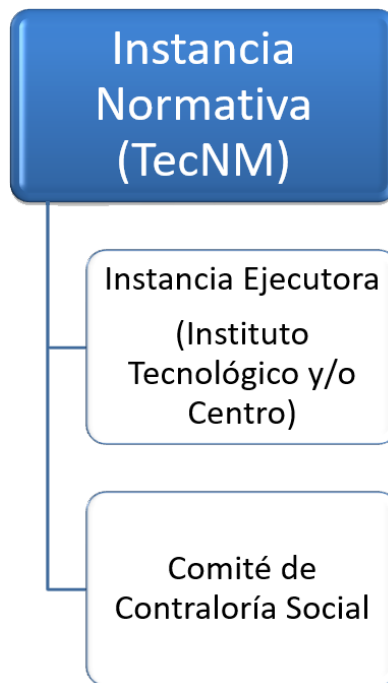 Instancia
Normativa
(TecNM)
Instancia Ejecutora
(Instituto
Tecnológico y/o
Centro)
Comité de
Contraloría Social